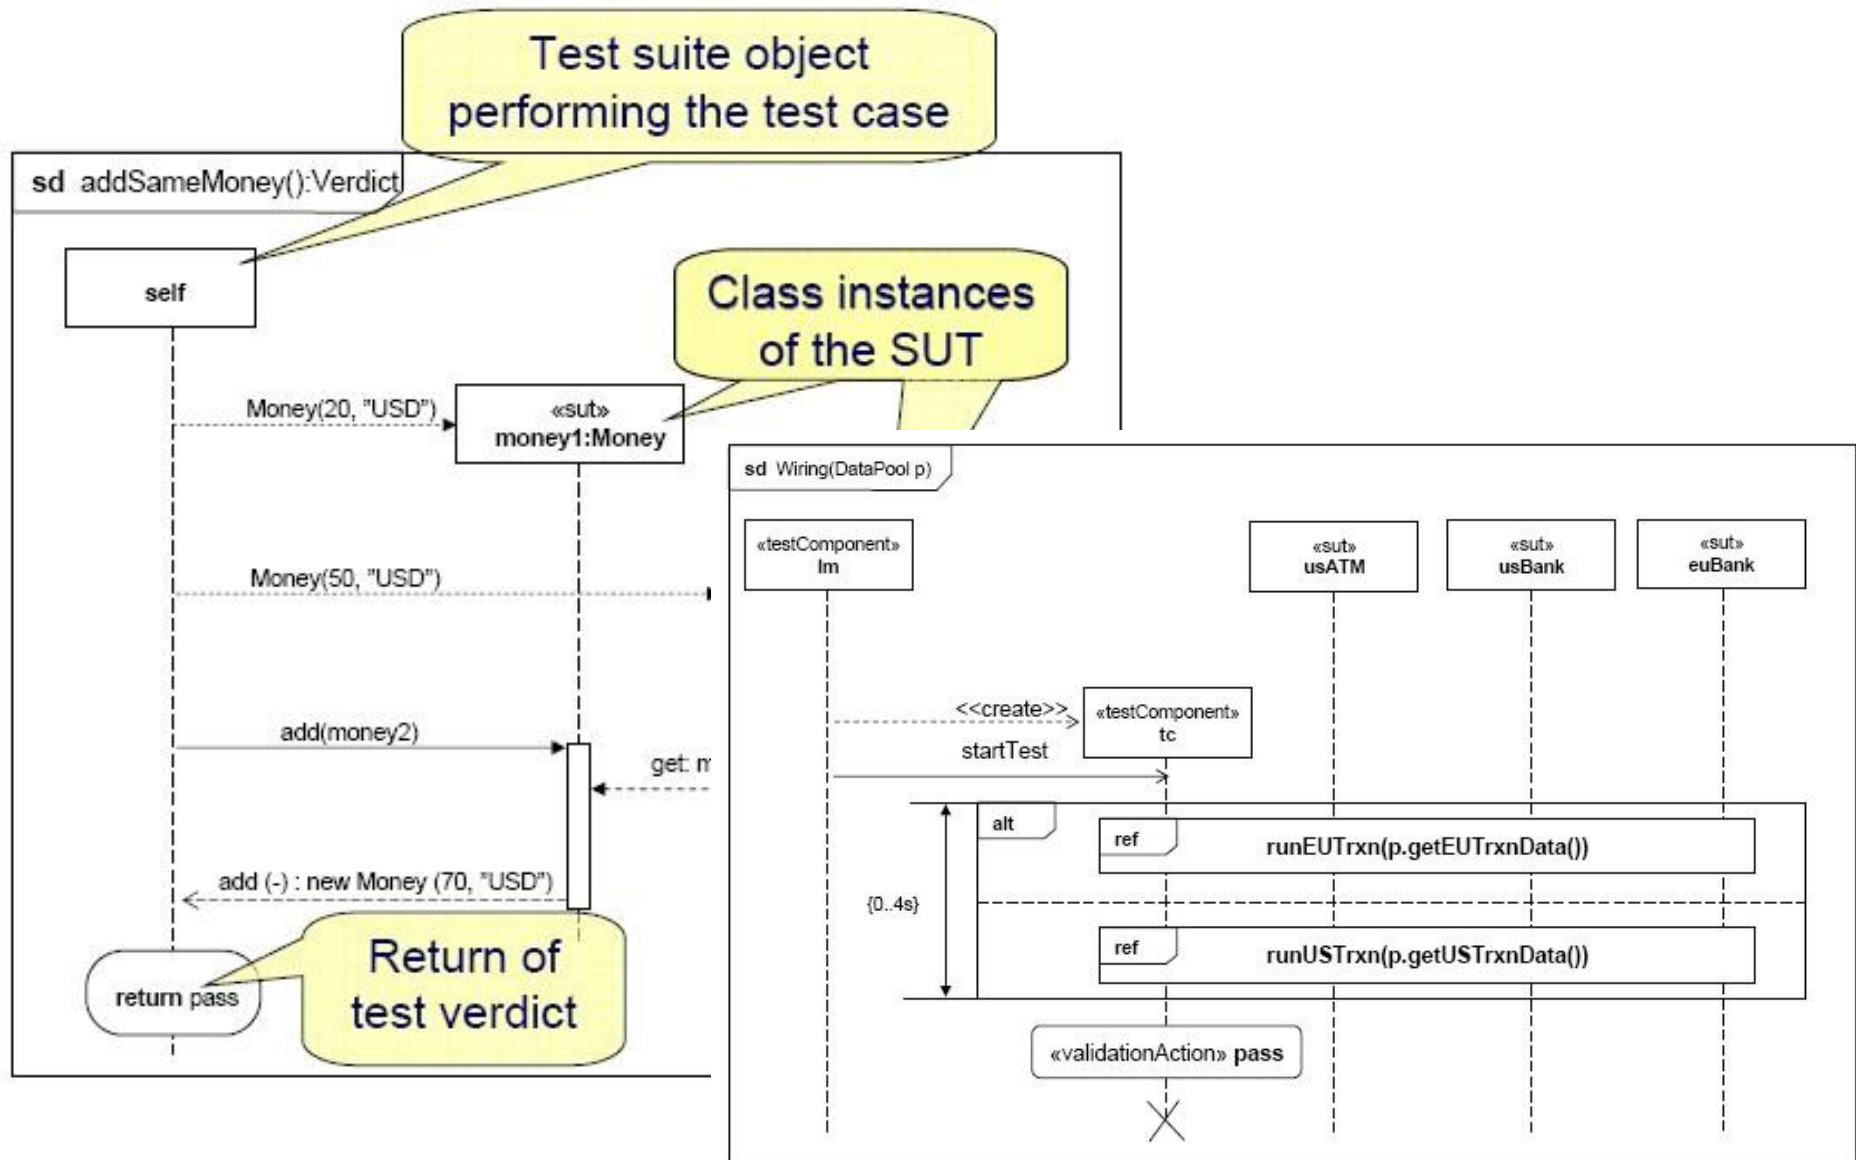 Test suite object
performing the test case
sd addSameMoney():Verdict
self
Class instances
of the SUT
Money(20, ”USD”)
«sut»
money1:Money
Money(50, ”USD”)
add(money2)
get: m
add (-) : new Money (70, ”USD”)
Return of
test verdict
return pass
sd Wiring(DataPool p)
«testComponent»
lm
«sut»
usATM
«sut»
usBank
«sut»
euBank
<<create>>
«testComponent»
tc
startTest
alt
ref
runEUTrxn(p.getEUTrxnData())
{0..4s}
ref
runUSTrxn(p.getUSTrxnData())
«validationAction» pass